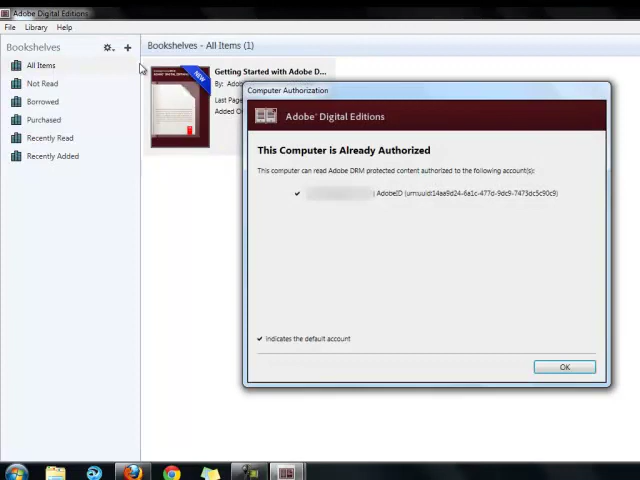 Adobe Digital Editions
File Library Help
Bookshelves
Bookshelves - All Items (1)
All Items
Not Read
Borrowed
Purchased
Recently Read
Recently Added
NEW
Getting Started with Adobe D...
By: Adob
Last Page
Added O
Computer Authorization
Adobe® Digital Editions
This Computer is Already Authorized
This computer can read Adobe DRM protected content authorized to the following account(s):
✔ ) AdobeID (urn:uuid:14aa9d24-6a1c-477d-9dc9-7473dc5c90c9)
✔ Indicates the default account
OK